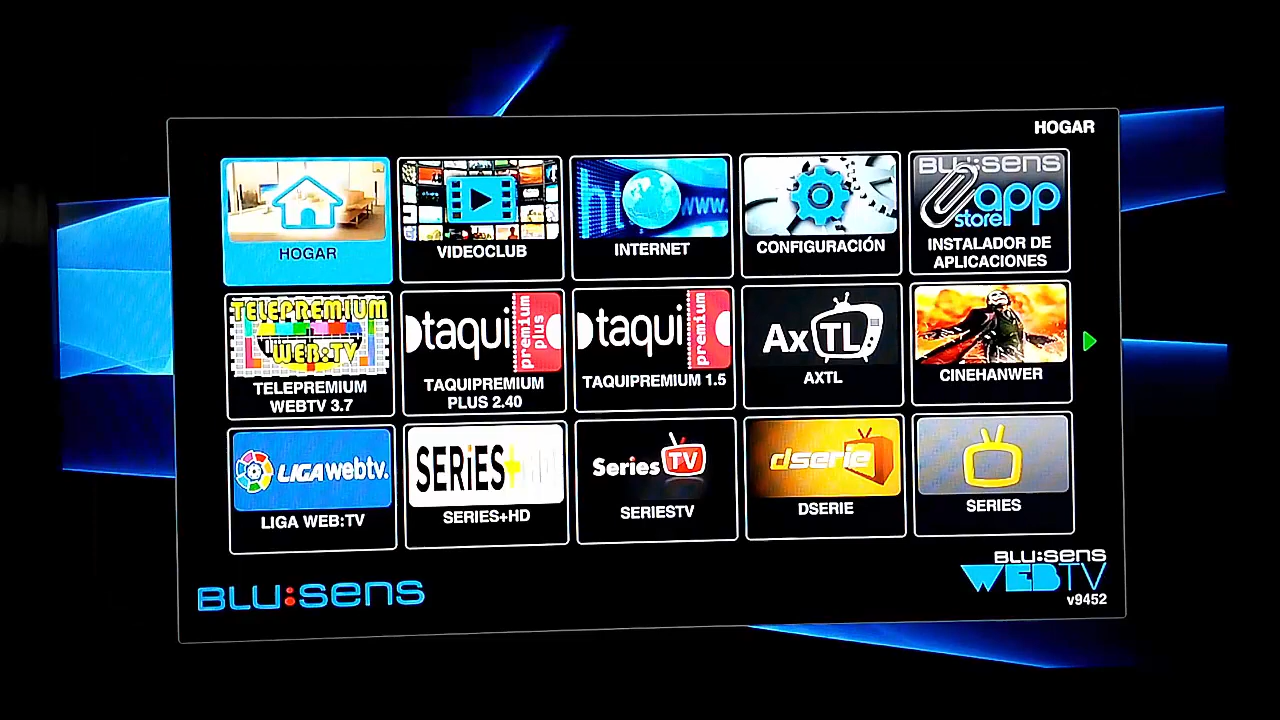 HOGAR
HOGAR
VIDEOCLUB
www.
INTERNET
CONFIGURACIÓN
BLU:SENS
app
store
INSTALADOR DE
APLICACIONES
TELEPREMIUM
WEB:TV
TELEPREMIUM
WEBTV 3.7
taqui
premium
plus
TAQUIPREMIUM
PLUS 2.40
taqui
premium
TAQUIPREMIUM 1.5
AxTL
AXTL
CINEHANWER
LIGA webtv.
LIGA WEB:TV
SERiES+HD
SERIES+HD
Series TV
SERIESTV
dserie
DSERIE
SERIES
BLU:SENS
BLU:SENS
WEBTV
v9452